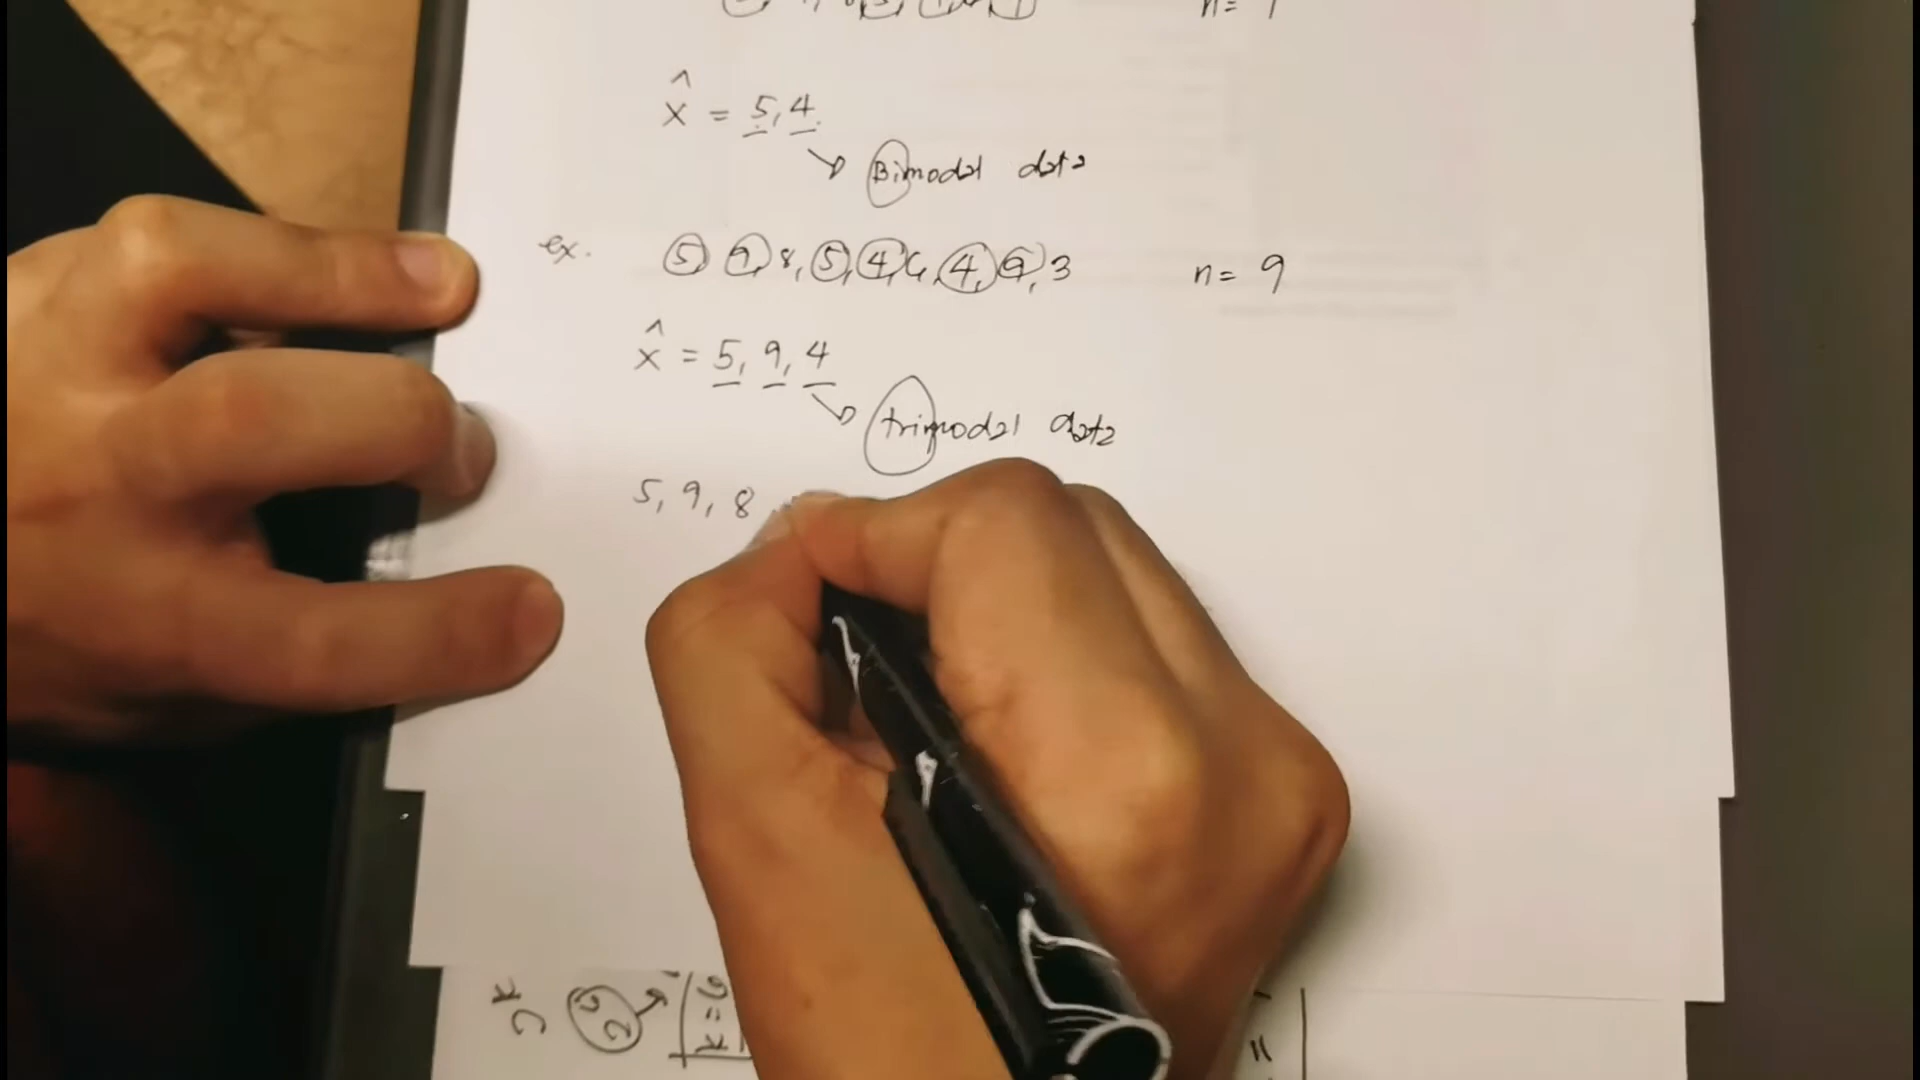 n=
x̂ = 5, 4.
Bimodal data
ex. 5, 9, 8, 5, 4, 6, 4, 9, 3 n= 9
x̂ = 5, 9, 4
trimodal data
5, 9, 8